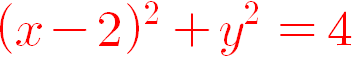 (x − 2)² + y² = 4